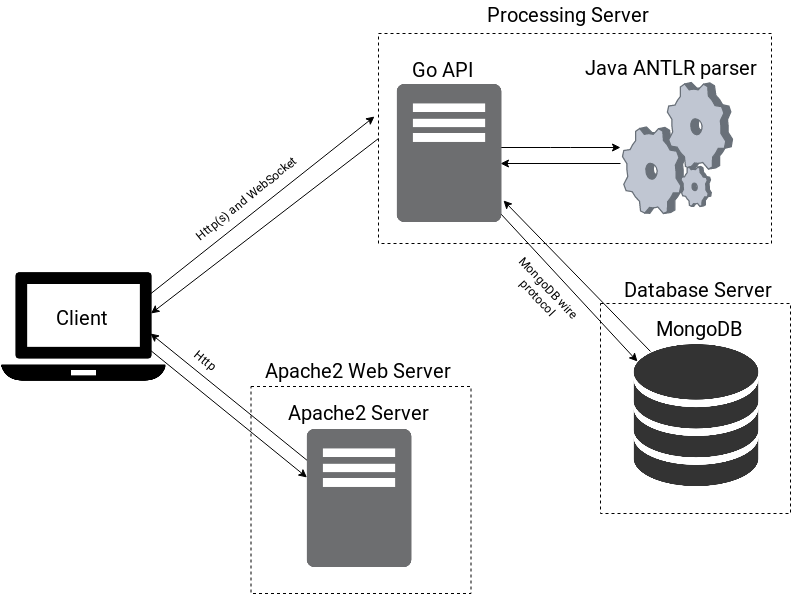 Processing Server
Go API
Java ANTLR parser
Http(s) and WebSocket
MongoDB wire
protocol
Database Server
MongoDB
Client
Http
Apache2 Web Server
Apache2 Server